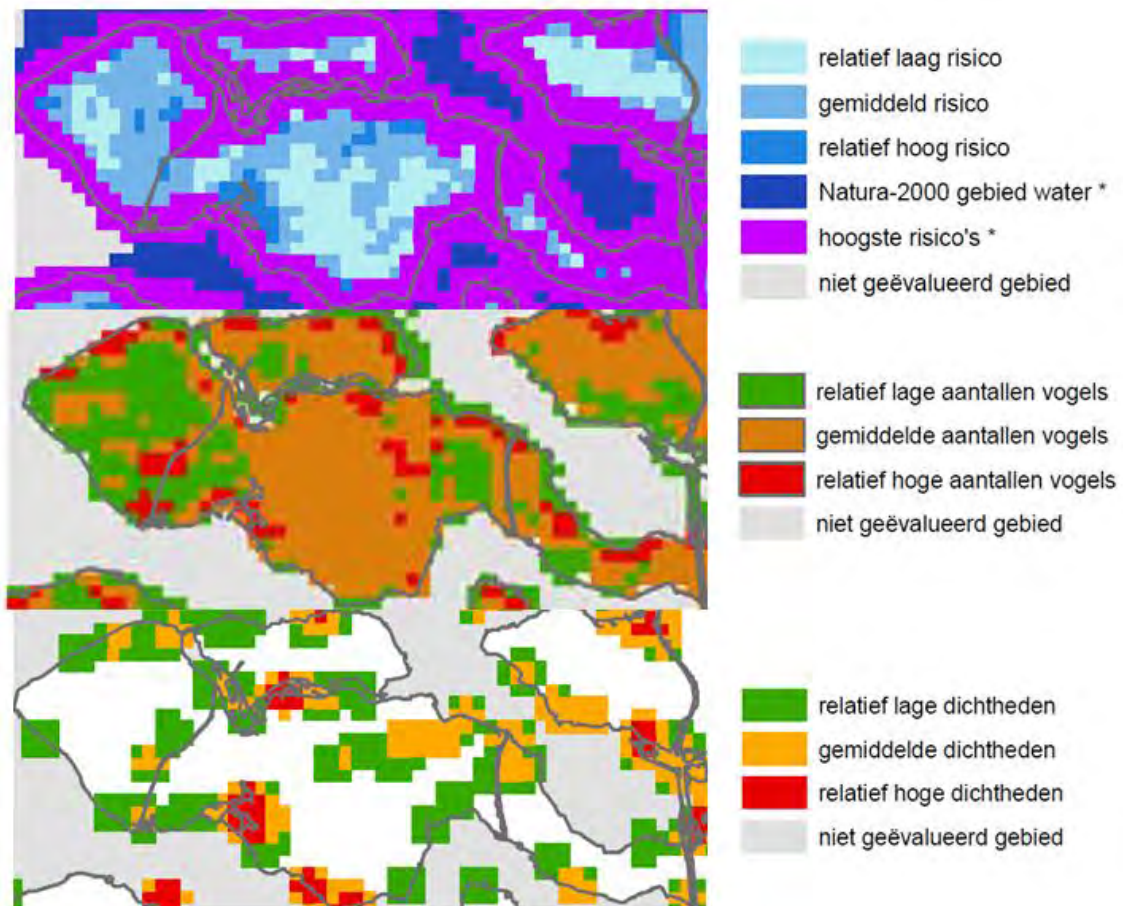 relatief laag risico
gemiddeld risico
relatief hoog risico
Natura-2000 gebied water *
hoogste risico's *
niet geëvalueerd gebied
relatief lage aantallen vogels
gemiddelde aantallen vogels
relatief hoge aantallen vogels
niet geëvalueerd gebied
relatief lage dichtheden
gemiddelde dichtheden
relatief hoge dichtheden
niet geëvalueerd gebied